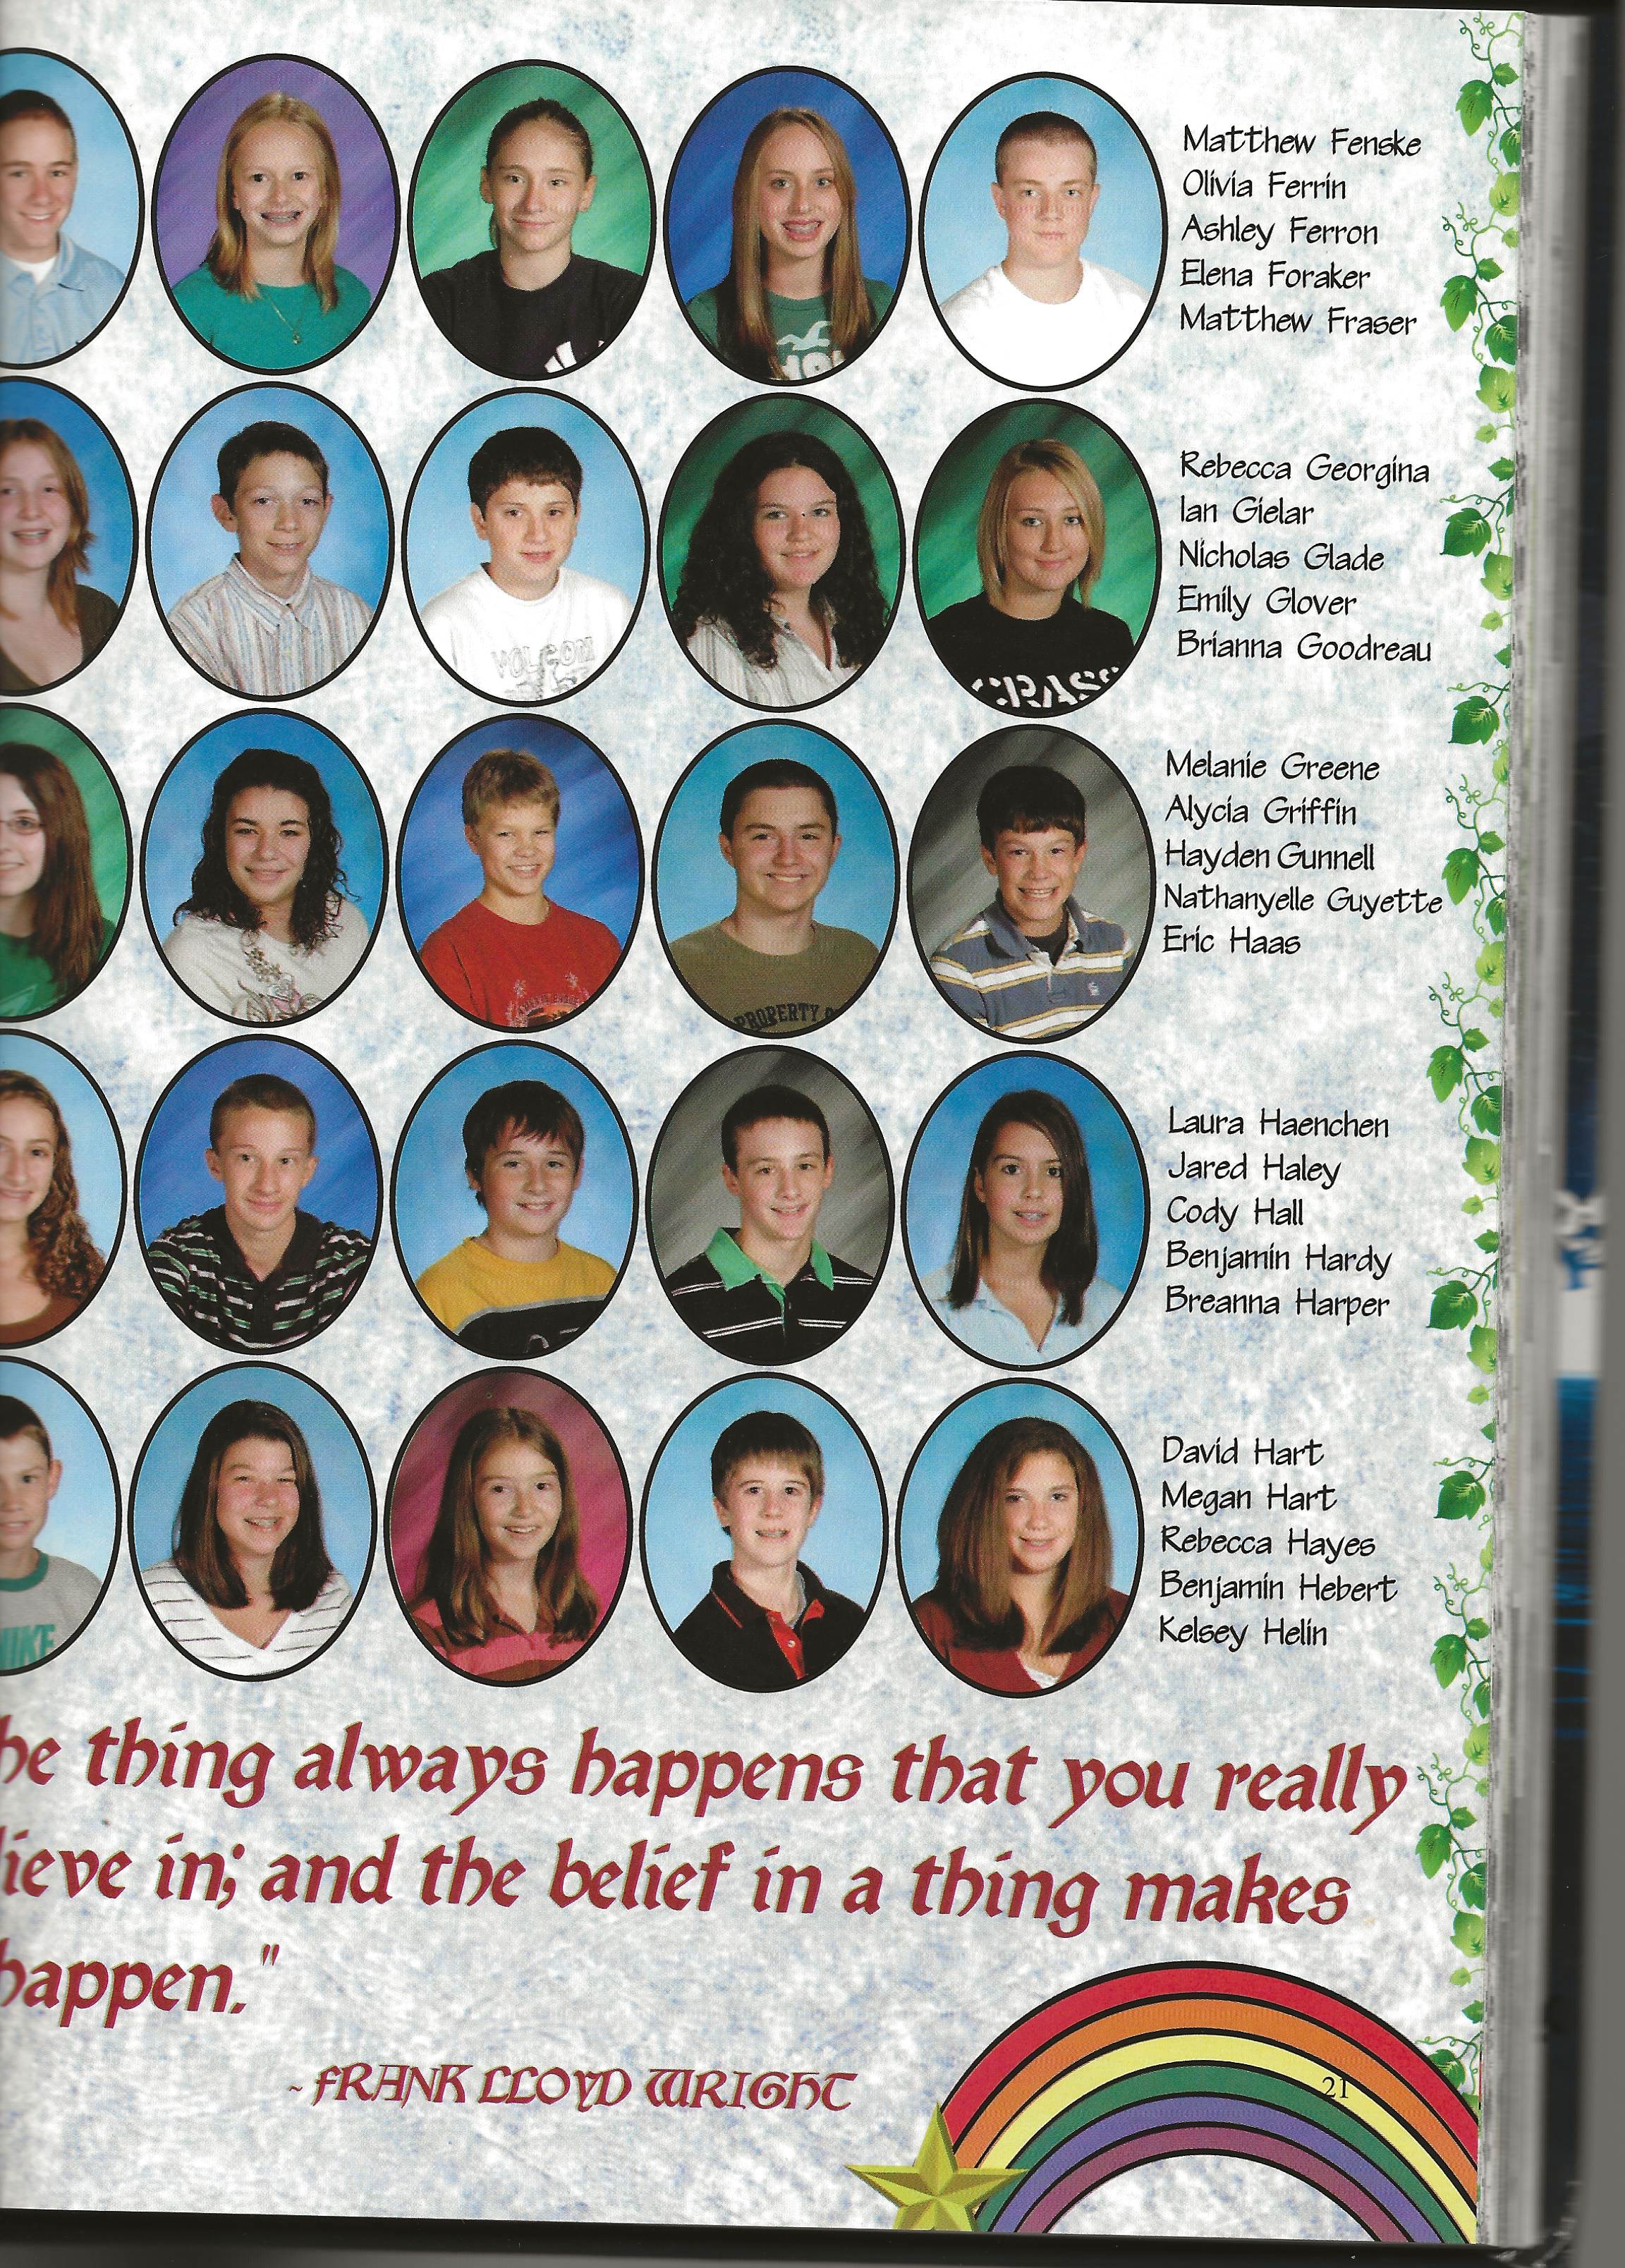 Matthew Fenske
Olivia Ferrin
Ashley Ferron
Elena Foraker
Matthew Fraser
Rebecca Georgina
Ian Gielar
Nicholas Glade
Emily Glover
Brianna Goodreau
VOLCOM
Melanie Greene
Alycia Griffin
Hayden Gunnell
Nathanyelle Guyette
Eric Haas
PROPERTY
Laura Haenchen
Jared Haley
Cody Hall
Benjamin Hardy
Breanna Harper
David Hart
Megan Hart
Rebecca Hayes
Benjamin Hebert
Kelsey Helin
NIKE
he thing always happens that you really
lieve in; and the belief in a thing makes
happen."
~ FRANK LLOYD WRIGHT
21